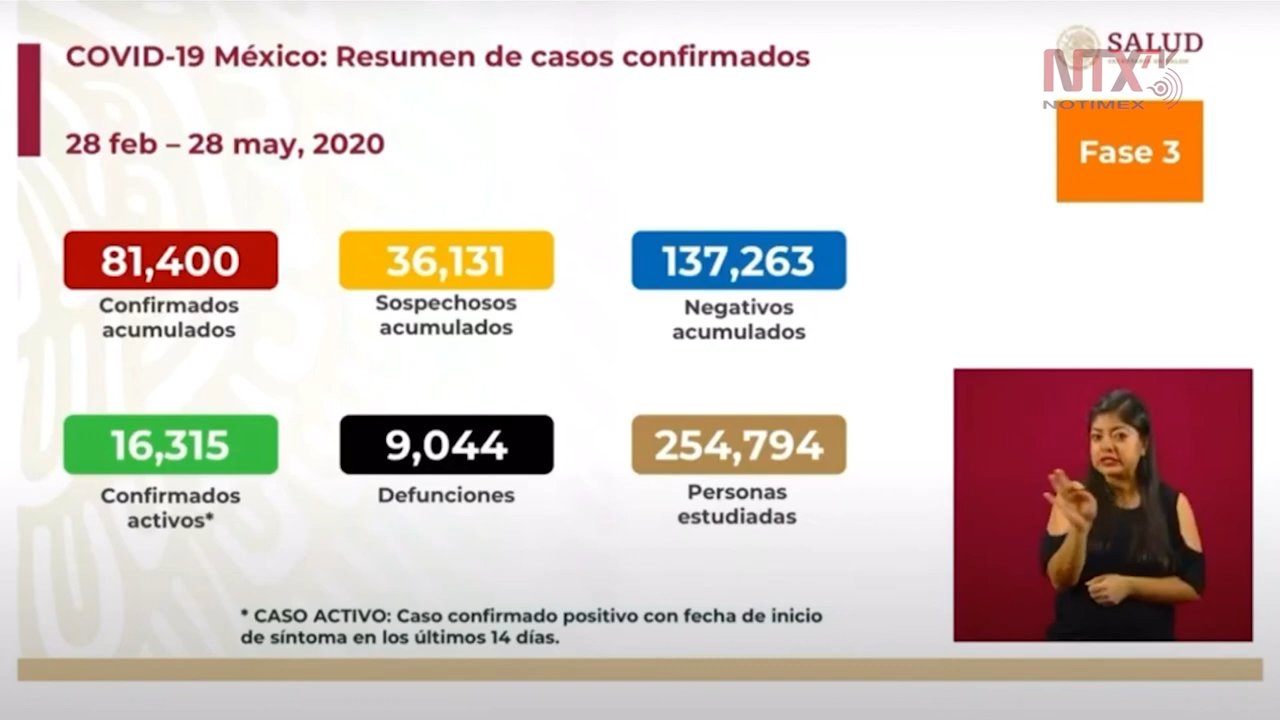 COVID-19 México: Resumen de casos confirmados
28 feb – 28 may, 2020
SALUD
NTX
NOTIMEX
Fase 3
81,400
Confirmados
acumulados
36,131
Sospechosos
acumulados
137,263
Negativos
acumulados
16,315
Confirmados
activos*
9,044
Defunciones
254,794
Personas
estudiadas
* CASO ACTIVO: Caso confirmado positivo con fecha de inicio
de síntoma en los últimos 14 días.